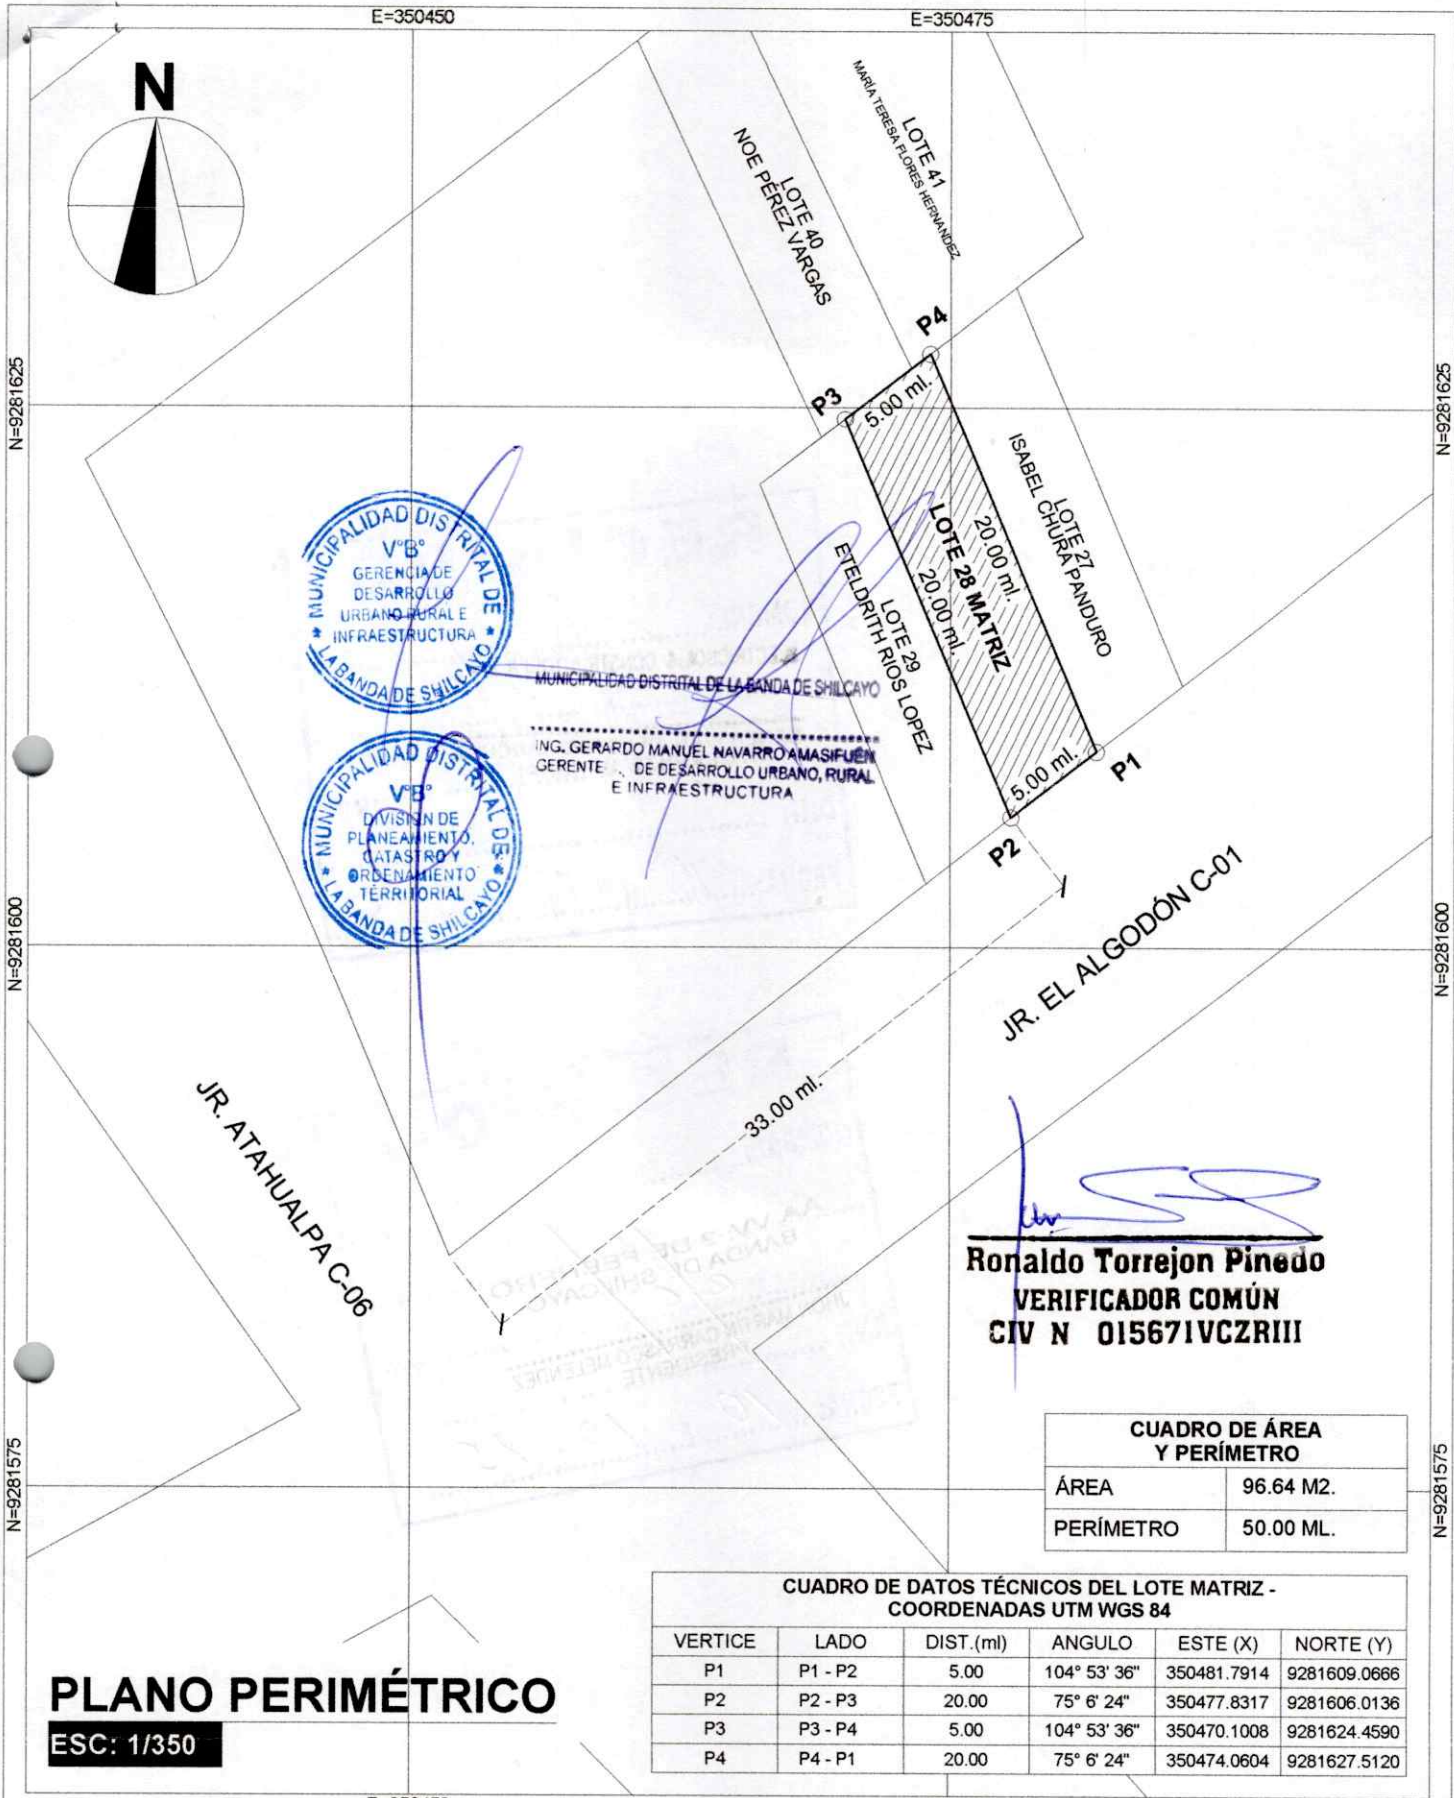 E=350450
E=350475
N
MARÍA TERESA FLORES HERNANDEZ
LOTE 41
NOE PÉREZ VARGAS
LOTE 40
N=9281625
N=9281625
P4
P3
5.00 ml.
ISABEL CHURA PANDURO
LOTE 27
20.00 ml.
LOTE 28 MATRIZ
20.00 ml.
ETELDRITH RIOS LOPEZ
LOTE 29
5.00 ml.
P1
P2
MUNICIPALIDAD DISTRITAL DE
V°B°
GERENCIA DE
DESARROLLO
URBANO RURAL E
INFRAESTRUCTURA
* LA BANDA DE SHILCAYO *
MUNICIPALIDAD DISTRITAL DE LA BANDA DE SHILCAYO
ING. GERARDO MANUEL NAVARRO AMASIFUÉN
GERENTE DE DESARROLLO URBANO, RURAL
E INFRAESTRUCTURA
MUNICIPALIDAD DISTRITAL DE
V°B°
DIVISIÓN DE
PLANEAMIENTO,
CATASTRO Y
ORDENAMIENTO
TERRITORIAL
* LA BANDA DE SHILCAYO *
N=9281600
N=9281600
JR. EL ALGODÓN C-01
33.00 ml.
JR. ATAHUALPA C-06
BANDA DE SHILCAYO
JHON MARTIN CARRASCO MELENDEZ
PRESIDENTE
Ronaldo Torrejon Pinedo
VERIFICADOR COMÚN
CIV N 015671VCZRIII
N=9281575
N=9281575
CUADRO DE ÁREA
Y PERÍMETRO
ÁREA 96.64 M2.
PERÍMETRO 50.00 ML.
CUADRO DE DATOS TÉCNICOS DEL LOTE MATRIZ -
COORDENADAS UTM WGS 84
VERTICE LADO DIST.(ml) ANGULO ESTE (X) NORTE (Y)
P1 P1 - P2 5.00 104° 53' 36" 350481.7914 9281609.0666
P2 P2 - P3 20.00 75° 6' 24" 350477.8317 9281606.0136
P3 P3 - P4 5.00 104° 53' 36" 350470.1008 9281624.4590
P4 P4 - P1 20.00 75° 6' 24" 350474.0604 9281627.5120
PLANO PERIMÉTRICO
ESC: 1/350